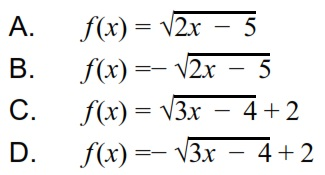 A. f(x) = √2x − 5
B. f(x) =− √2x − 5
C. f(x) = √3x − 4 + 2
D. f(x) =− √3x − 4 + 2